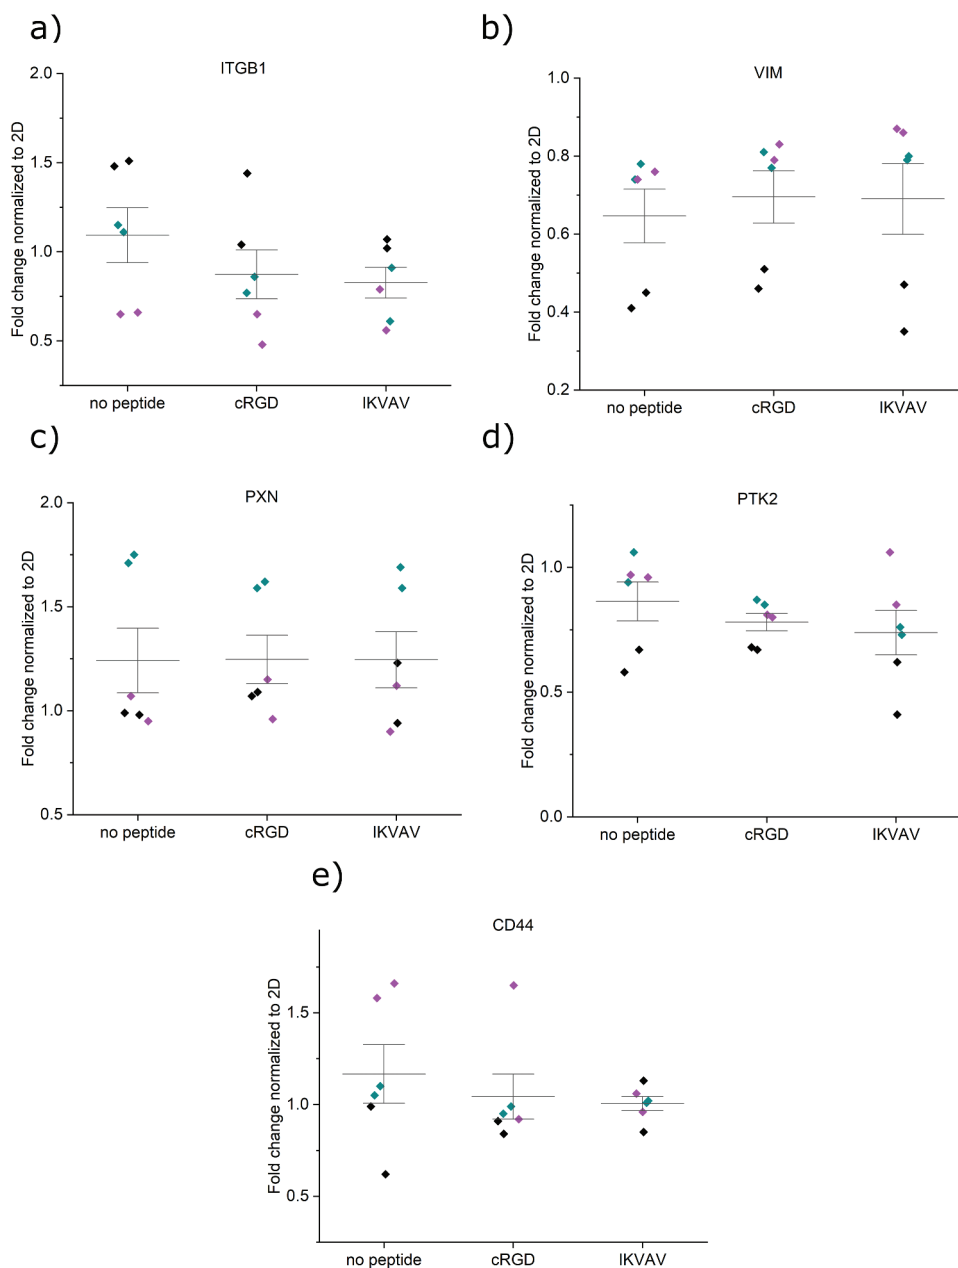 a)
ITGB1
Fold change normalized to 2D
2.0
1.5
1.0
0.5
no peptide cRGD IKVAV
b)
VIM
Fold change normalized to 2D
1.0
0.8
0.6
0.4
0.2
no peptide cRGD IKVAV
c)
PXN
Fold change normalized to 2D
2.0
1.5
1.0
0.5
no peptide cRGD IKVAV
d)
PTK2
Fold change normalized to 2D
1.0
0.5
0.0
no peptide cRGD IKVAV
e)
CD44
Fold change normalized to 2D
1.5
1.0
0.5
no peptide cRGD IKVAV